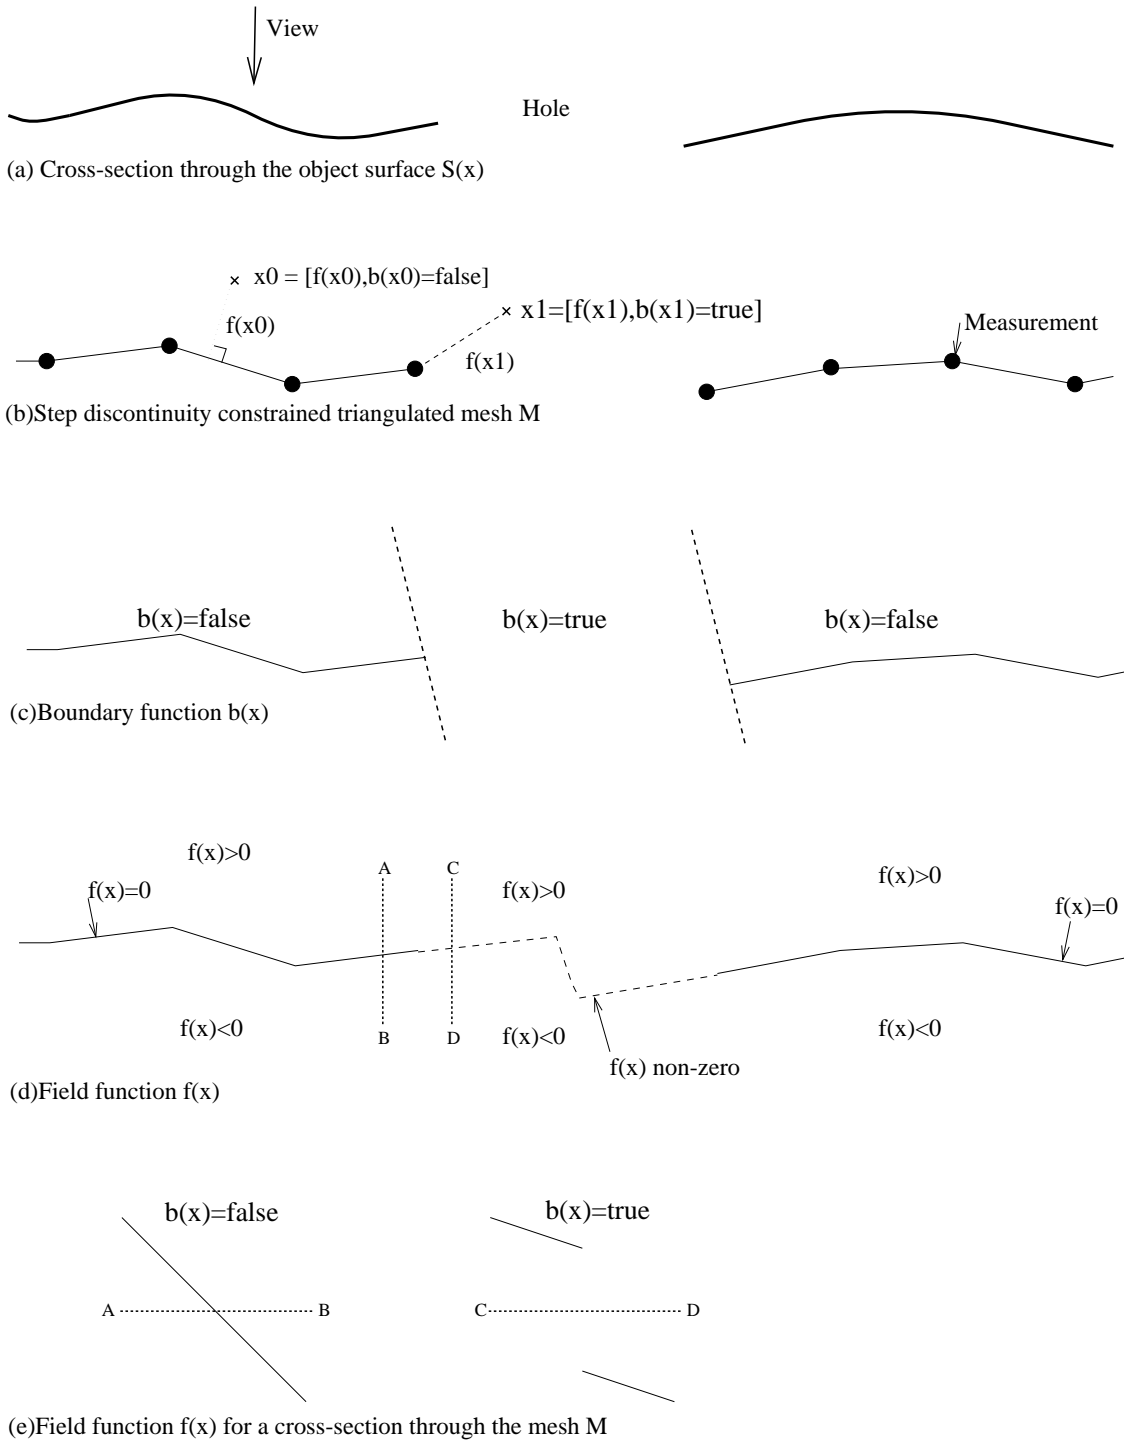 View
Hole
(a) Cross-section through the object surface S(x)
x0 = [f(x0),b(x0)=false]
x1=[f(x1),b(x1)=true]
f(x0)
Measurement
f(x1)
(b)Step discontinuity constrained triangulated mesh M
b(x)=false
b(x)=true
b(x)=false
(c)Boundary function b(x)
f(x)>0
A
C
f(x)>0
f(x)>0
f(x)=0
f(x)=0
f(x)<0
B
D
f(x)<0
f(x)<0
f(x) non-zero
(d)Field function f(x)
b(x)=false
b(x)=true
A
B
C
D
(e)Field function f(x) for a cross-section through the mesh M